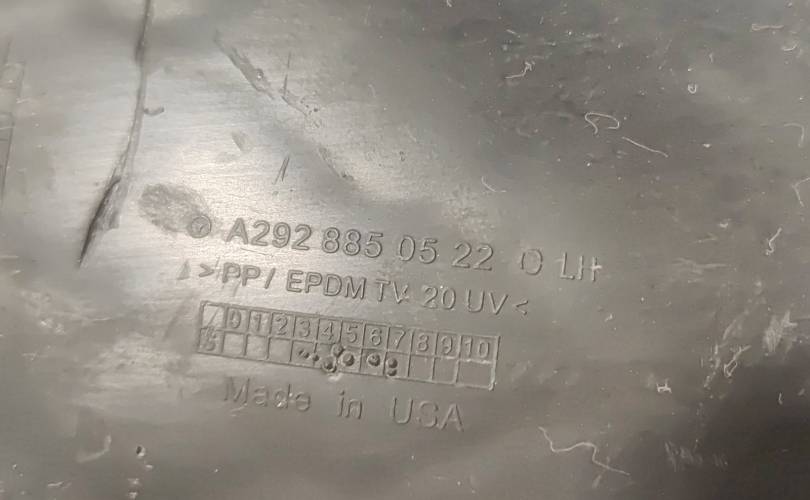 A292 885 05 22 O LH
>PP/ EPDM TV 20 UV<
0 1 2 3 4 5 6 7 8 9 10
Made in USA